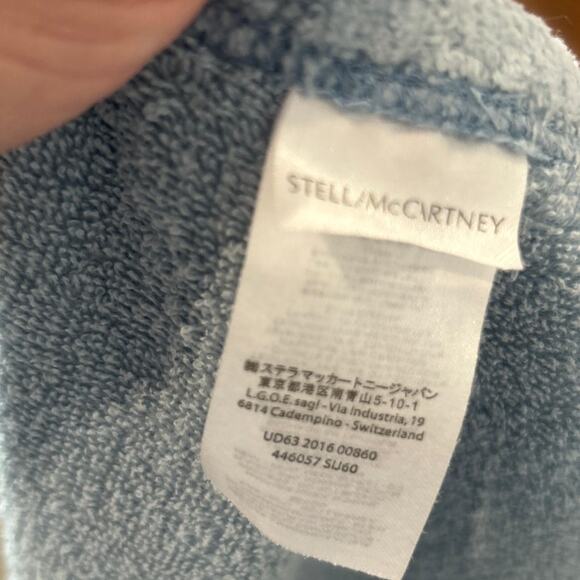 STELLA McCARTNEY
㈱ステラ マッカートニージャパン
東京都港区南青山5-10-1
L.G.O.E. sagl - Via Industria, 19
6814 Cadempino - Switzerland
UD63 2016 00860
446057 SIJ60